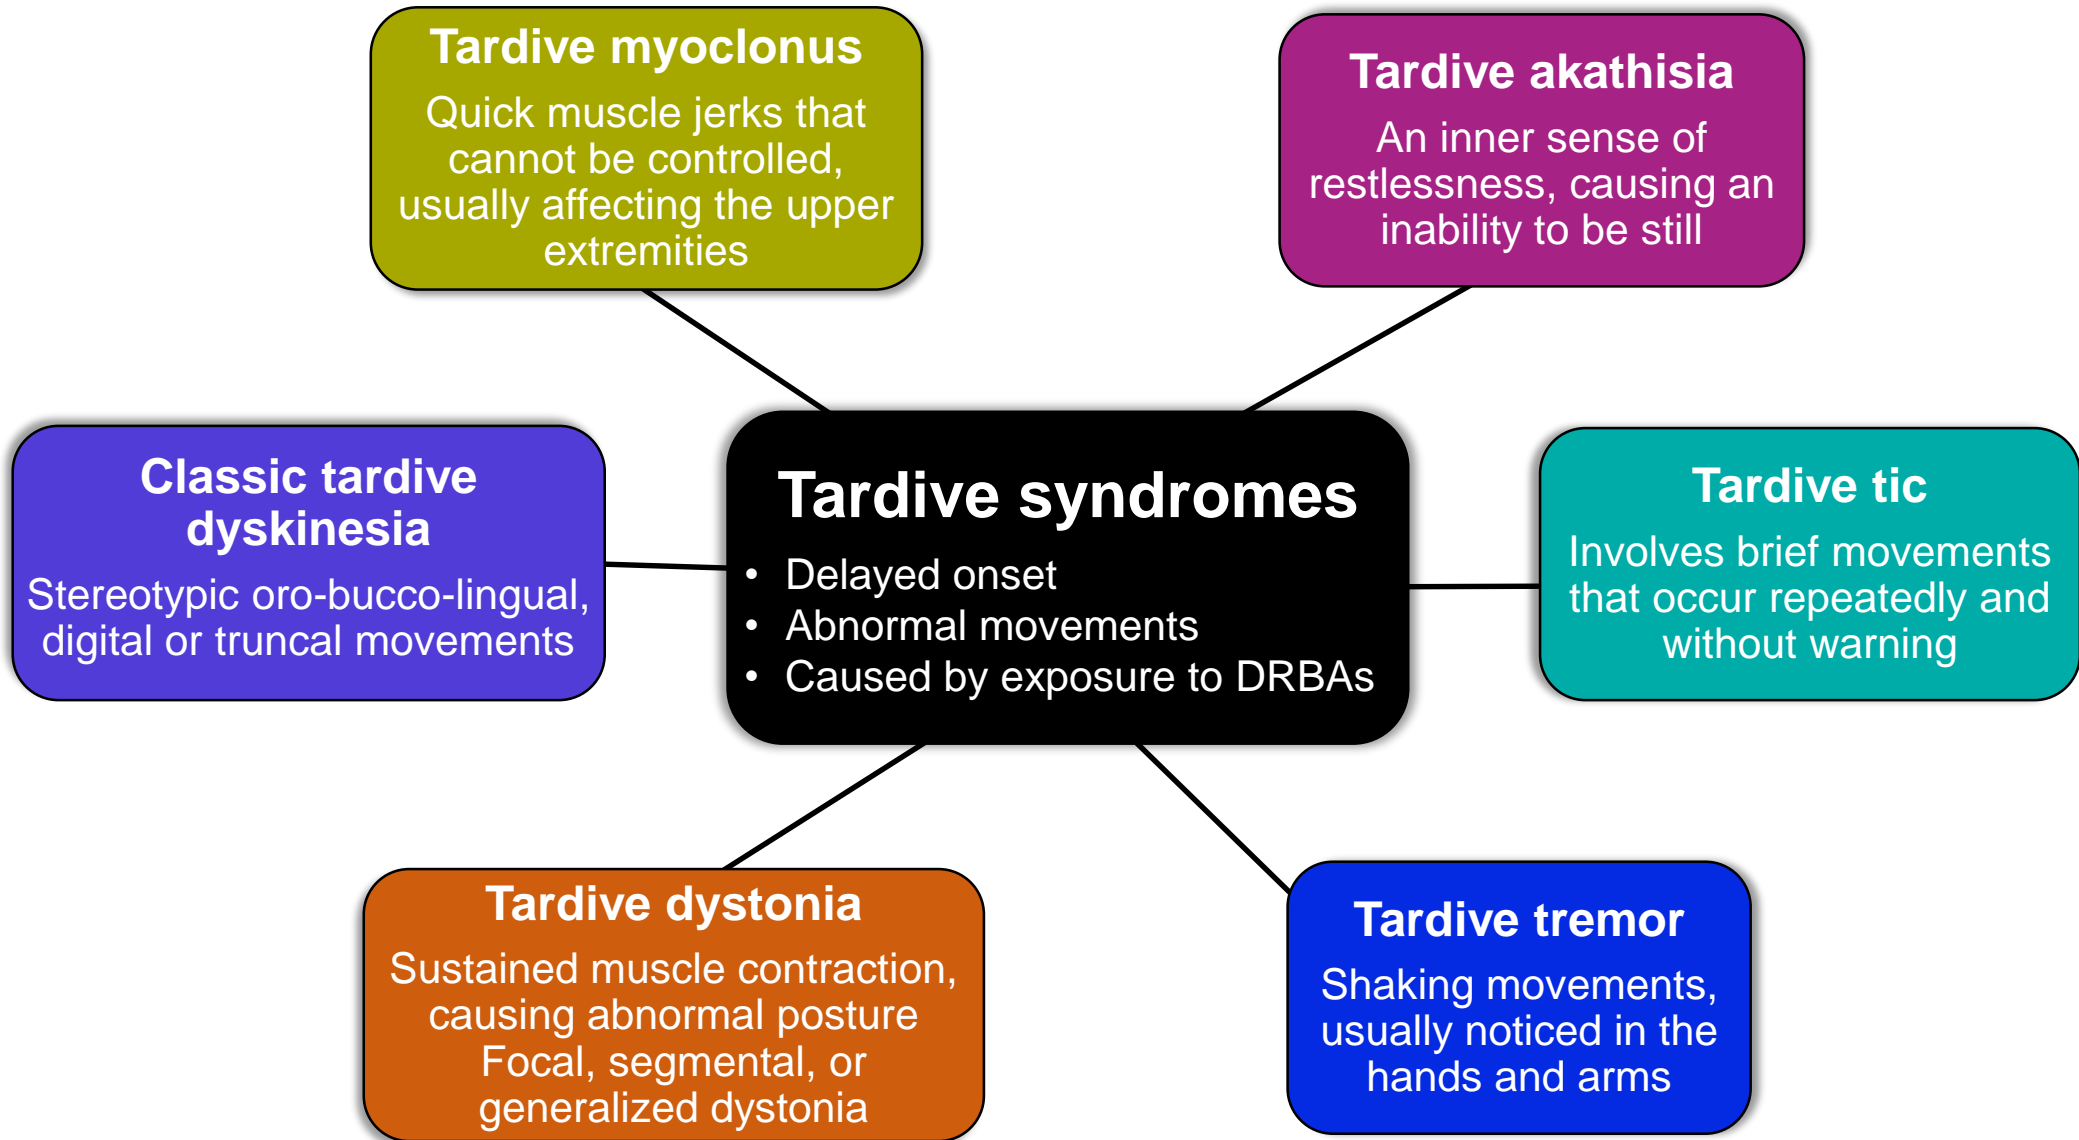 Tardive myoclonus
Quick muscle jerks that
cannot be controlled,
usually affecting the upper
extremities
Tardive akathisia
An inner sense of
restlessness, causing an
inability to be still
Classic tardive
dyskinesia
Stereotypic oro-bucco-lingual,
digital or truncal movements
Tardive syndromes
• Delayed onset
• Abnormal movements
• Caused by exposure to DRBAs
Tardive tic
Involves brief movements
that occur repeatedly and
without warning
Tardive dystonia
Sustained muscle contraction,
causing abnormal posture
Focal, segmental, or
generalized dystonia
Tardive tremor
Shaking movements,
usually noticed in the
hands and arms